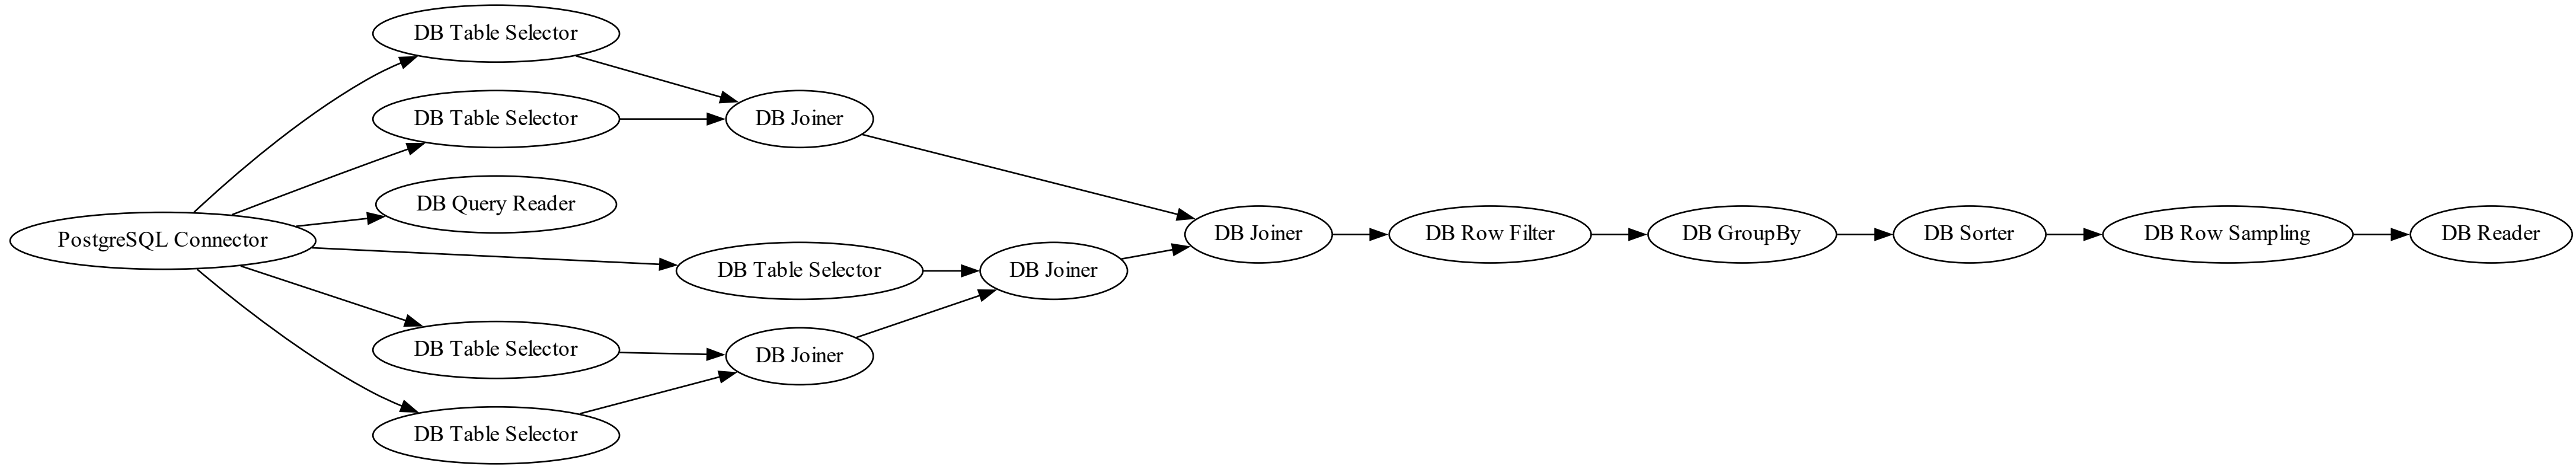 DB Table Selector
DB Table Selector
DB Joiner
DB Query Reader
PostgreSQL Connector
DB Joiner
DB Row Filter
DB GroupBy
DB Sorter
DB Row Sampling
DB Reader
DB Table Selector
DB Joiner
DB Table Selector
DB Joiner
DB Table Selector